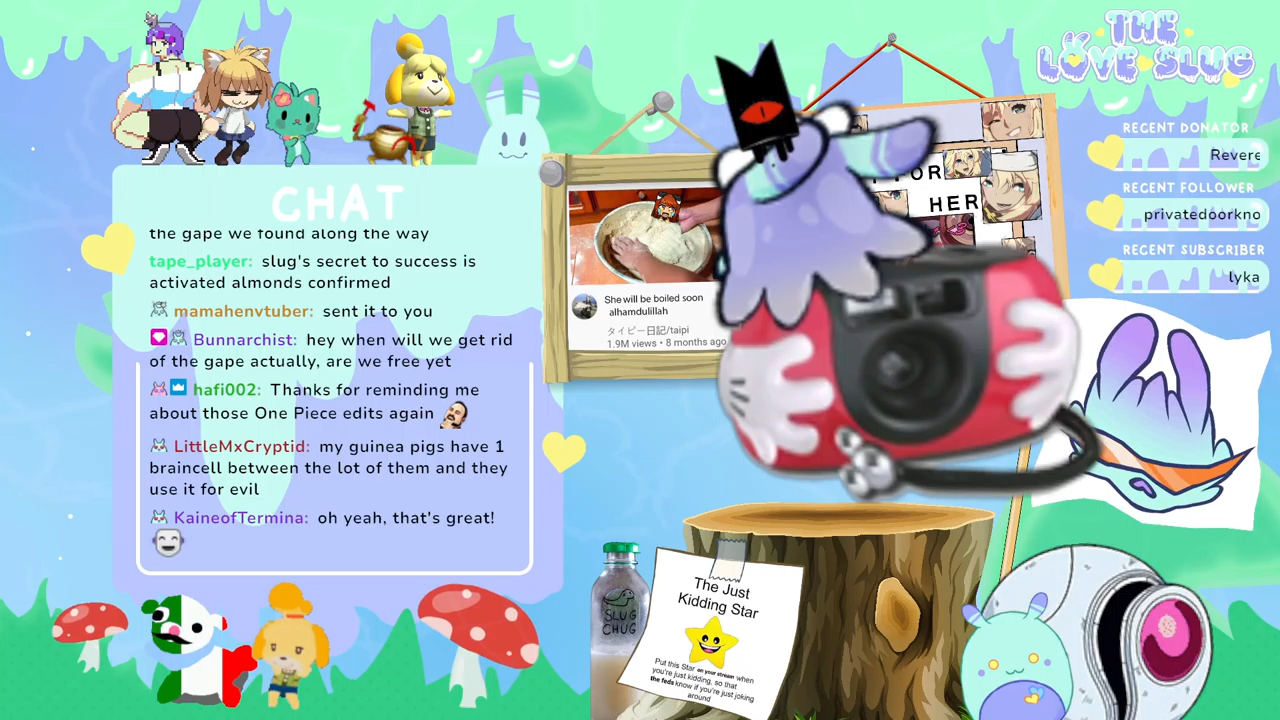 THE
LOVE SLUG
RECENT DONATOR
Revere
RECENT FOLLOWER
privatedoorkno
RECENT SUBSCRIBER
lyka
CHAT
the gape we found along the way
tape_player: slug's secret to success is
activated almonds confirmed
mamahenvtuber: sent it to you
Bunnarchist: hey when will we get rid
of the gape actually, are we free yet
hafi002: Thanks for reminding me
about those One Piece edits again
LittleMxCryptid: my guinea pigs have 1
braincell between the lot of them and they
use it for evil
KaineofTermina: oh yeah, that's great!
She will be boiled soon
alhamdulillah
タイピー日記/taipi
1.9M views • 8 months ago
FOR
HER
SLUG
CHUG
The Just
Kidding Star
Put this Star on your stream when
you're just kidding, so that
the feds know if you're just joking
around